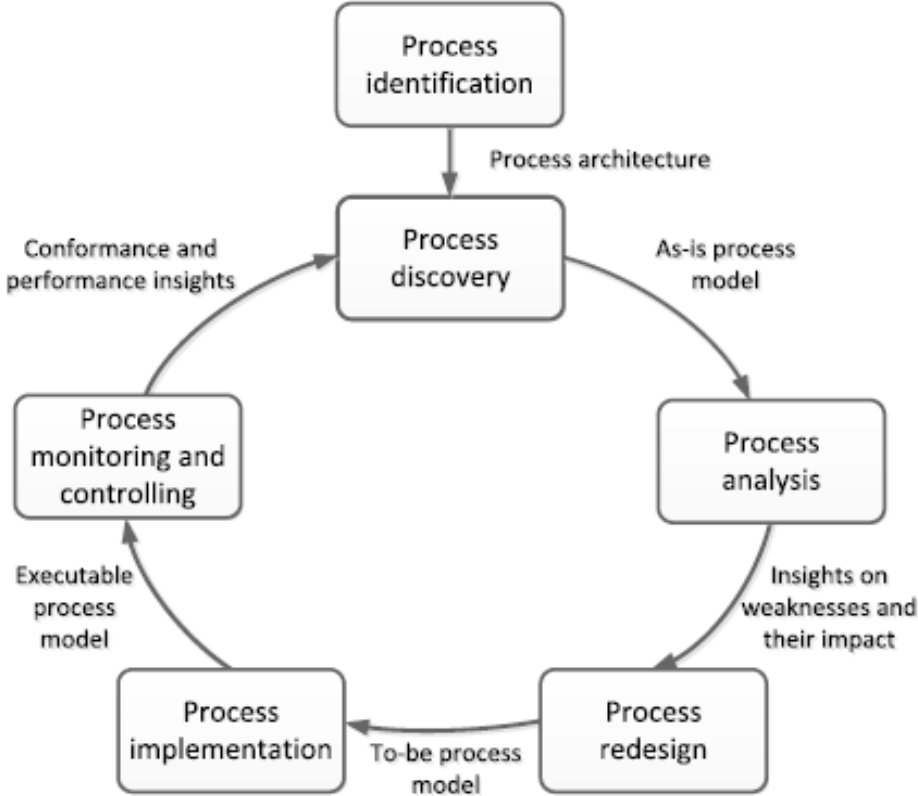 Process
identification
Process architecture
Process
discovery
As-is process
model
Process
analysis
Insights on
weaknesses and
their impact
Process
redesign
To-be process
model
Process
implementation
Executable
process
model
Process
monitoring and
controlling
Conformance and
performance insights